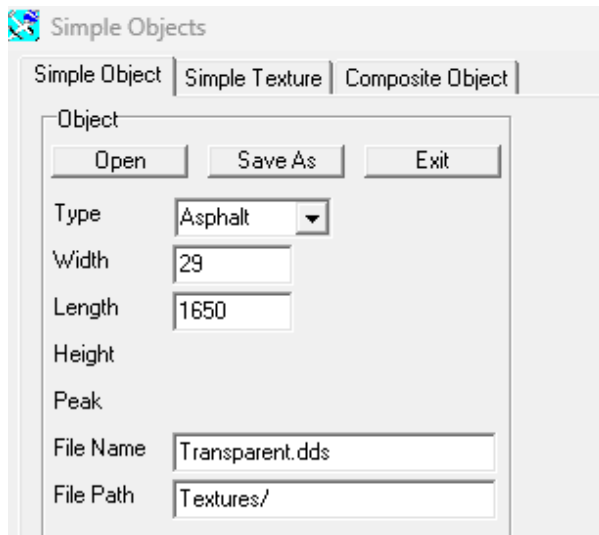 Simple Objects
Simple Object Simple Texture Composite Object
Object
Open Save As Exit
Type Asphalt
Width 29
Length 1650
Height
Peak
File Name Transparent.dds
File Path Textures/